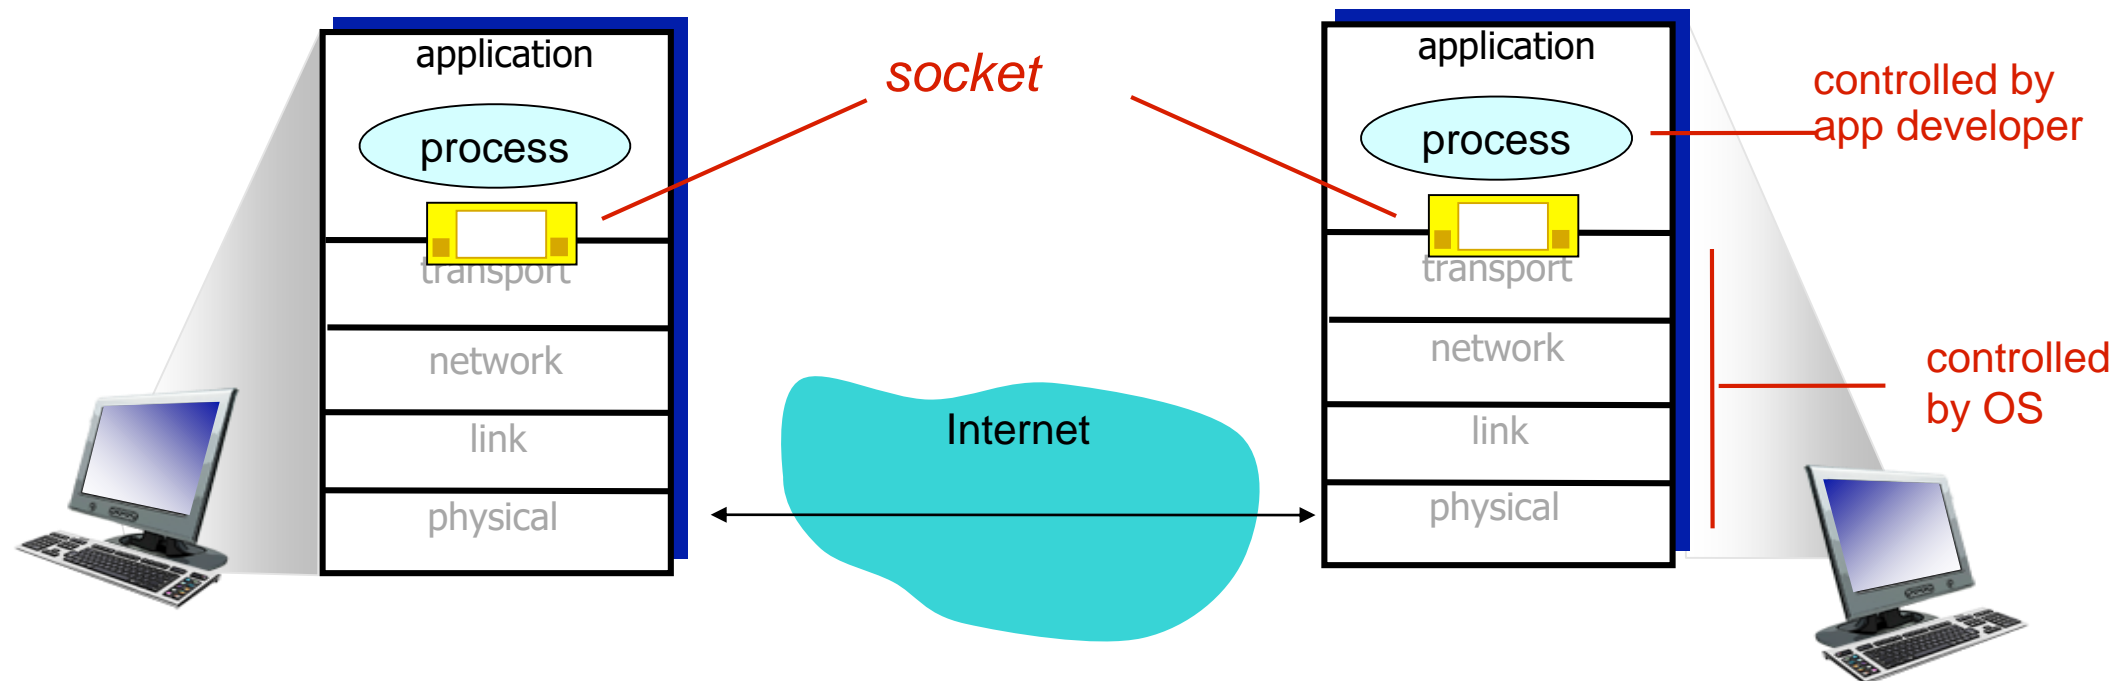 application
process
transport
network
link
physical
socket
Internet
application
process
transport
network
link
physical
controlled by
app developer
controlled
by OS